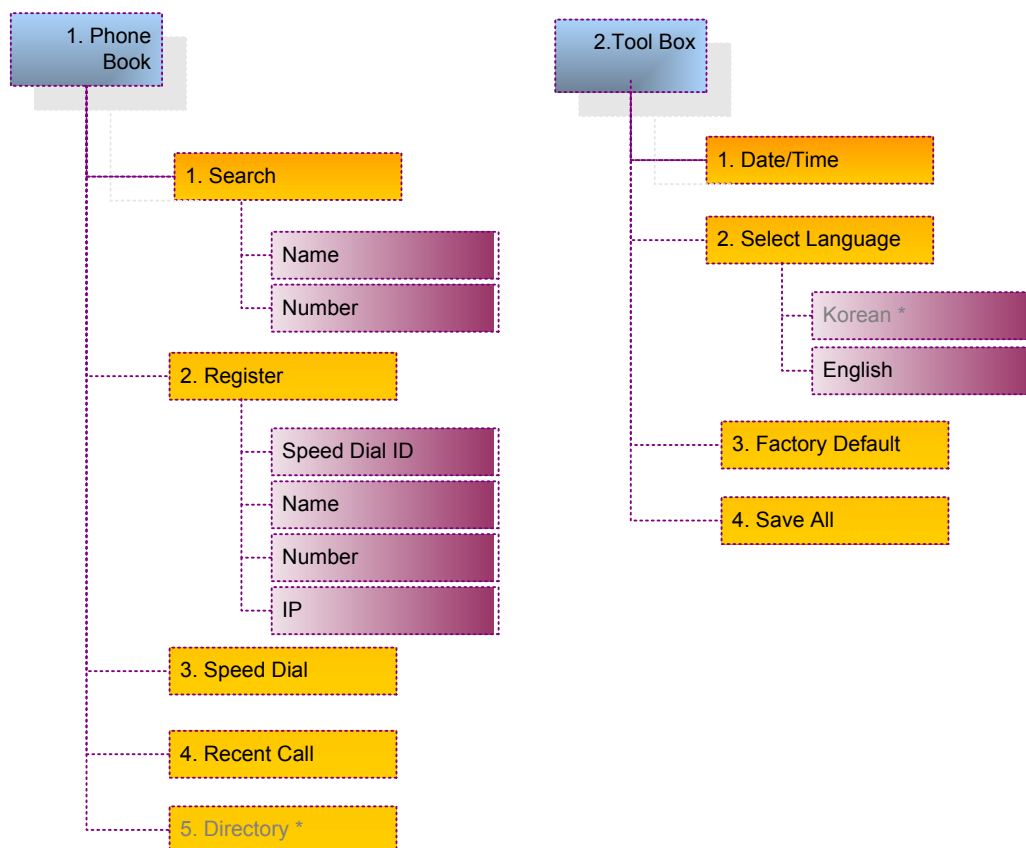 1. Phone
Book
1. Search
Name
Number
2. Register
Speed Dial ID
Name
Number
IP
3. Speed Dial
4. Recent Call
5. Directory *
2.Tool Box
1. Date/Time
2. Select Language
Korean *
English
3. Factory Default
4. Save All